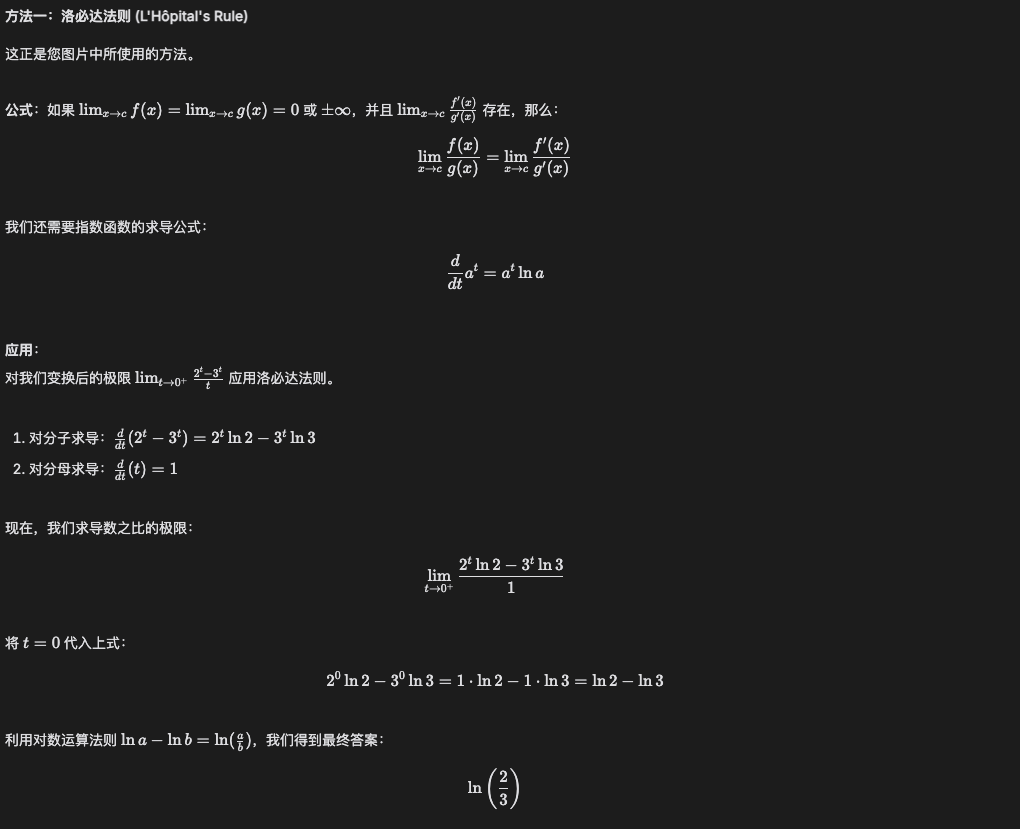 方法一：洛必达法则 (L'Hôpital's Rule)
这正是您图片中所使用的方法。
公式：如果 $\lim_{x \to c} f(x) = \lim_{x \to c} g(x) = 0$ 或 $\pm\infty$，并且 $\lim_{x \to c} \frac{f'(x)}{g'(x)}$ 存在，那么：
$$\lim_{x \to c} \frac{f(x)}{g(x)} = \lim_{x \to c} \frac{f'(x)}{g'(x)}$$
我们还需要指数函数的求导公式：
$$\frac{d}{dt} a^t = a^t \ln a$$
应用：
对我们变换后的极限 $\lim_{t \to 0^+} \frac{2^t - 3^t}{t}$ 应用洛必达法则。
1. 对分子求导：$\frac{d}{dt}(2^t - 3^t) = 2^t \ln 2 - 3^t \ln 3$
2. 对分母求导：$\frac{d}{dt}(t) = 1$
现在，我们求导数之比的极限：
$$\lim_{t \to 0^+} \frac{2^t \ln 2 - 3^t \ln 3}{1}$$
将 $t = 0$ 代入上式：
$$2^0 \ln 2 - 3^0 \ln 3 = 1 \cdot \ln 2 - 1 \cdot \ln 3 = \ln 2 - \ln 3$$
利用对数运算法则 $\ln a - \ln b = \ln(\frac{a}{b})$，我们得到最终答案：
$$\ln\left(\frac{2}{3}\right)$$